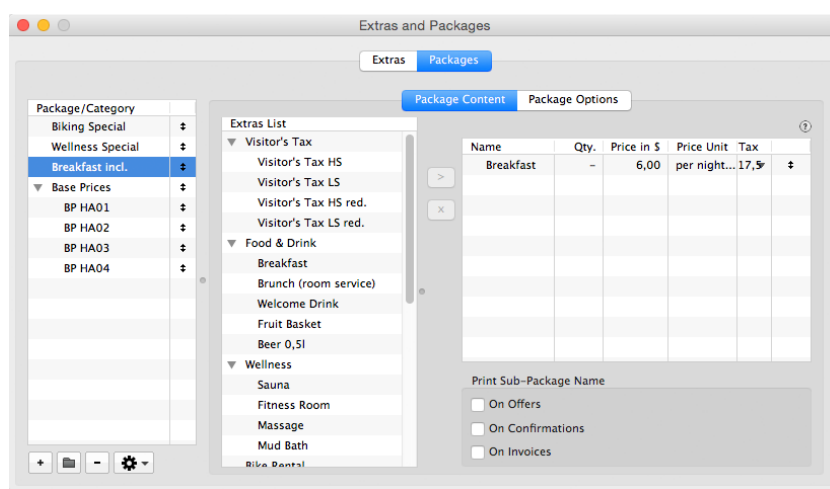 Extras and Packages
Extras Packages
Package Content Package Options
Package/Category
Biking Special
Wellness Special
Breakfast incl.
Base Prices
BP HA01
BP HA02
BP HA03
BP HA04
+ -
Extras List
Visitor's Tax
Visitor's Tax HS
Visitor's Tax LS
Visitor's Tax HS red.
Visitor's Tax LS red.
Food & Drink
Breakfast
Brunch (room service)
Welcome Drink
Fruit Basket
Beer 0,5l
Wellness
Sauna
Fitness Room
Massage
Mud Bath
Bike Rental
>
x
?
Name Qty. Price in $ Price Unit Tax
Breakfast – 6,00 per night... 17,5
Print Sub-Package Name
On Offers
On Confirmations
On Invoices